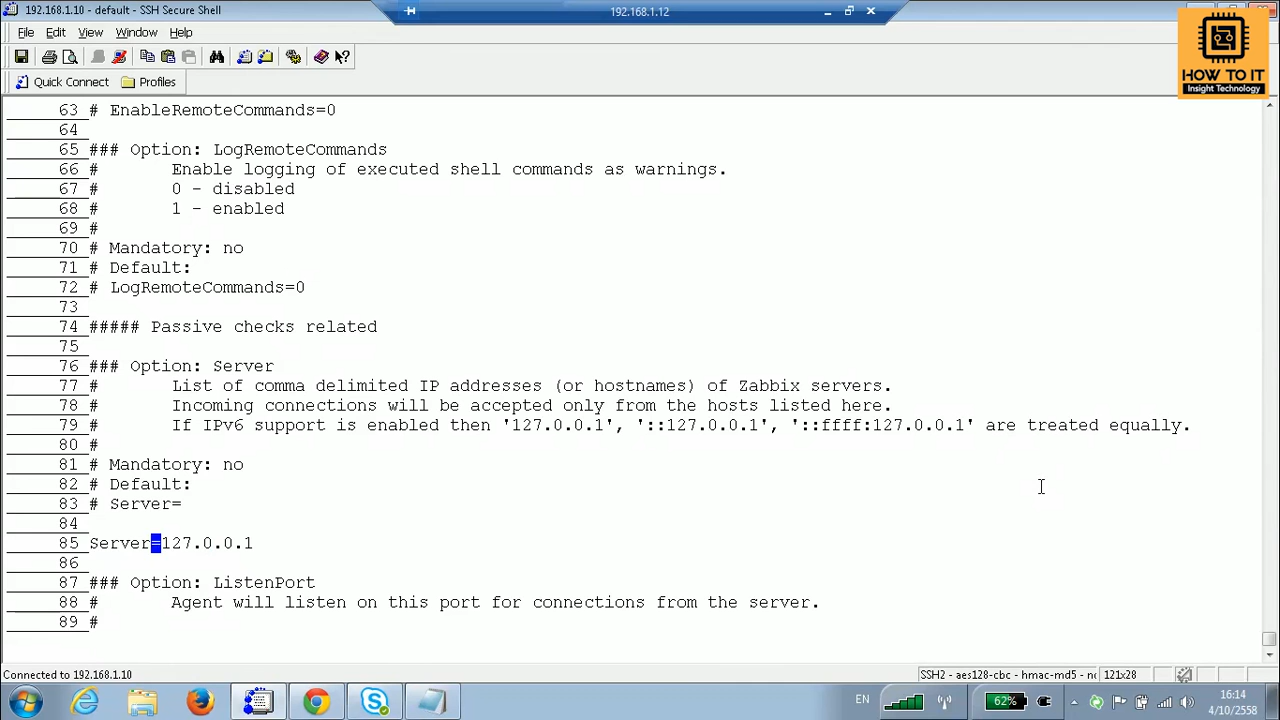 192.168.1.10 - default - SSH Secure Shell
192.168.1.12
File Edit View Window Help
Quick Connect Profiles
HOW TO IT
Insight Technology
63 # EnableRemoteCommands=0
64
65 ### Option: LogRemoteCommands
66 # Enable logging of executed shell commands as warnings.
67 # 0 - disabled
68 # 1 - enabled
69 #
70 # Mandatory: no
71 # Default:
72 # LogRemoteCommands=0
73
74 ##### Passive checks related
75
76 ### Option: Server
77 # List of comma delimited IP addresses (or hostnames) of Zabbix servers.
78 # Incoming connections will be accepted only from the hosts listed here.
79 # If IPv6 support is enabled then '127.0.0.1', '::127.0.0.1', '::ffff:127.0.0.1' are treated equally.
80 #
81 # Mandatory: no
82 # Default:
83 # Server=
84
85 Server=127.0.0.1
86
87 ### Option: ListenPort
88 # Agent will listen on this port for connections from the server.
89 #
Connected to 192.168.1.10
SSH2 - aes128-cbc - hmac-md5 - nc
121x28
EN
62%
16:14
4/10/2558